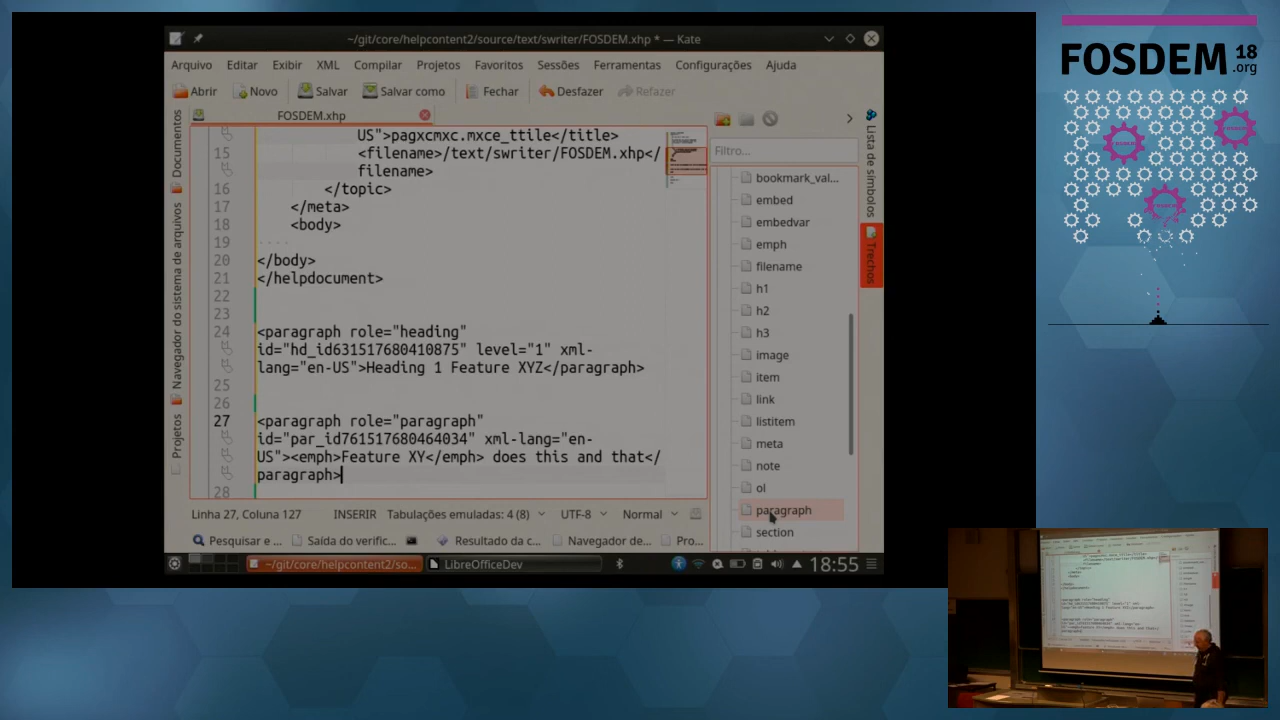 ~/git/core/helpcontent2/source/text/swriter/FOSDEM.xhp * — Kate
Arquivo Editar Exibir XML Compilar Projetos Favoritos Sessões Ferramentas Configurações Ajuda
Abrir Novo Salvar Salvar como Fechar Desfazer Refazer
FOSDEM.xhp
Documentos
Navegador do sistema de arquivos
Projetos
US">pagxcmxc.mxce_ttile</title>
15 <filename>/text/swriter/FOSDEM.xhp</
filename>
16 </topic>
17 </meta>
18 <body>
19 ....
20 </body>
21 </helpdocument>
22
23
24 <paragraph role="heading"
id="hd_id631517680410875" level="1" xml-
lang="en-US">Heading 1 Feature XYZ</paragraph>
25
26
27 <paragraph role="paragraph"
id="par_id761517680464034" xml-lang="en-
US"><emph>Feature XY</emph> does this and that</
paragraph>
28
Filtro...
bookmark_val...
embed
embedvar
emph
filename
h1
h2
h3
image
item
link
listitem
meta
note
ol
paragraph
section
Lista de símbolos
Trechos
Linha 27, Coluna 127 INSERIR Tabulações emuladas: 4 (8) UTF-8 Normal
Pesquisar e ... Saída do verific... Resultado da c... Navegador de... Pro...
~/git/core/helpcontent2/so... LibreOfficeDev 18:55
FOSDEM 18
.org